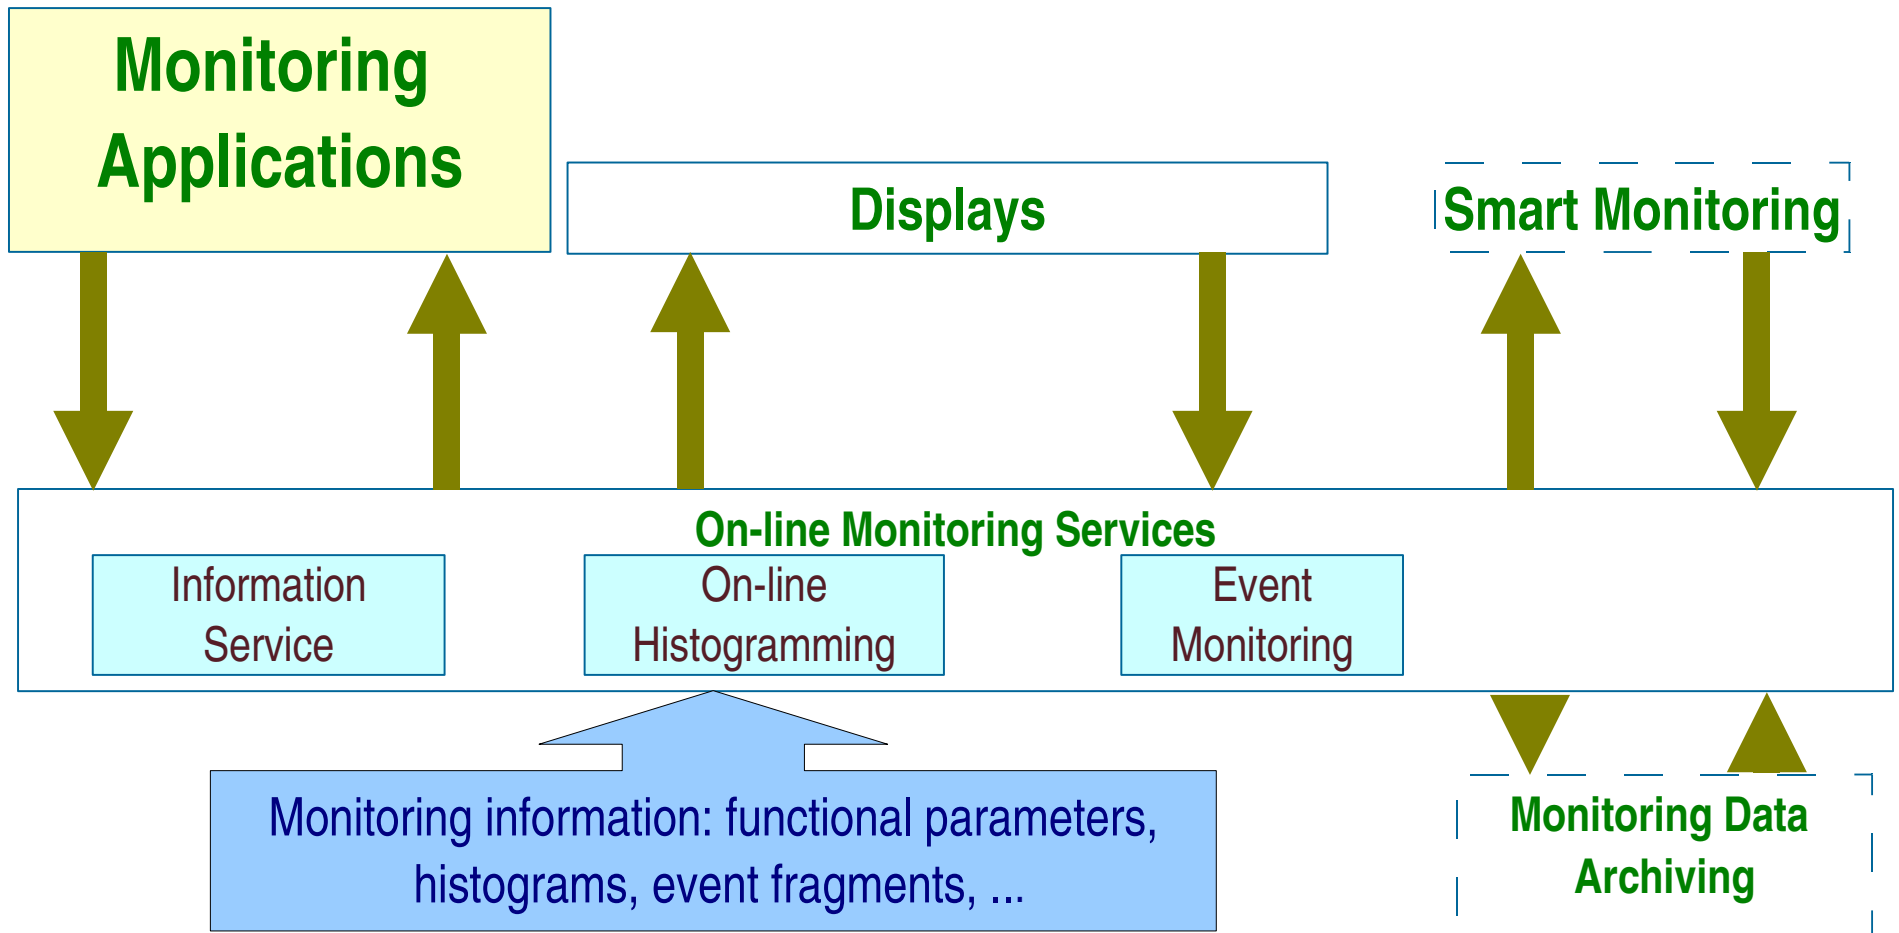 Monitoring
Applications
Displays
Smart Monitoring
On-line Monitoring Services
Information
Service
On-line
Histogramming
Event
Monitoring
Monitoring information: functional parameters,
histograms, event fragments, ...
Monitoring Data
Archiving